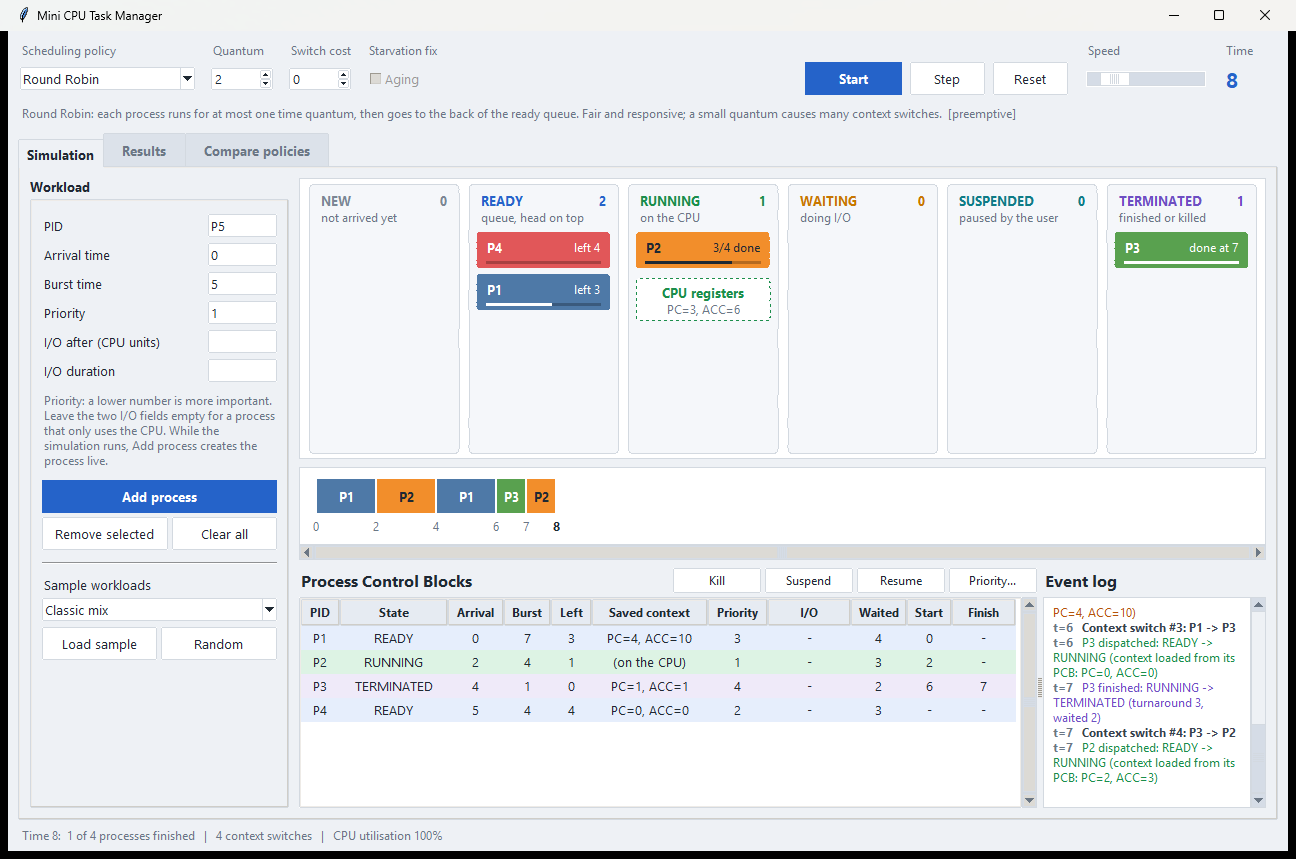 Mini CPU Task Manager
Scheduling policy Quantum Switch cost Starvation fix Speed Time
Round Robin 2 0 Aging Start Step Reset 8
Round Robin: each process runs for at most one time quantum, then goes to the back of the ready queue. Fair and responsive; a small quantum causes many context switches. [preemptive]
Simulation Results Compare policies
Workload
PID P5
Arrival time 0
Burst time 5
Priority 1
I/O after (CPU units)
I/O duration
Priority: a lower number is more important.
Leave the two I/O fields empty for a process
that only uses the CPU. While the
simulation runs, Add process creates the
process live.
Add process
Remove selected Clear all
Sample workloads
Classic mix
Load sample Random
NEW 0
not arrived yet
READY 2
queue, head on top
P4 left 4
P1 left 3
RUNNING 1
on the CPU
P2 3/4 done
CPU registers
PC=3, ACC=6
WAITING 0
doing I/O
SUSPENDED 0
paused by the user
TERMINATED 1
finished or killed
P3 done at 7
P1 P2 P1 P3 P2
0 2 4 6 7 8
Process Control Blocks Kill Suspend Resume Priority...
PID State Arrival Burst Left Saved context Priority I/O Waited Start Finish
P1 READY 0 7 3 PC=4, ACC=10 3 - 4 0 -
P2 RUNNING 2 4 1 (on the CPU) 1 - 3 2 -
P3 TERMINATED 4 1 0 PC=1, ACC=1 4 - 2 6 7
P4 READY 5 4 4 PC=0, ACC=0 2 - 3 - -
Event log
PC=4, ACC=10)
t=6 Context switch #3: P1 -> P3
t=6 P3 dispatched: READY ->
RUNNING (context loaded from its
PCB: PC=0, ACC=0)
t=7 P3 finished: RUNNING ->
TERMINATED (turnaround 3,
waited 2)
t=7 Context switch #4: P3 -> P2
t=7 P2 dispatched: READY ->
RUNNING (context loaded from its
PCB: PC=2, ACC=3)
Time 8: 1 of 4 processes finished | 4 context switches | CPU utilisation 100%